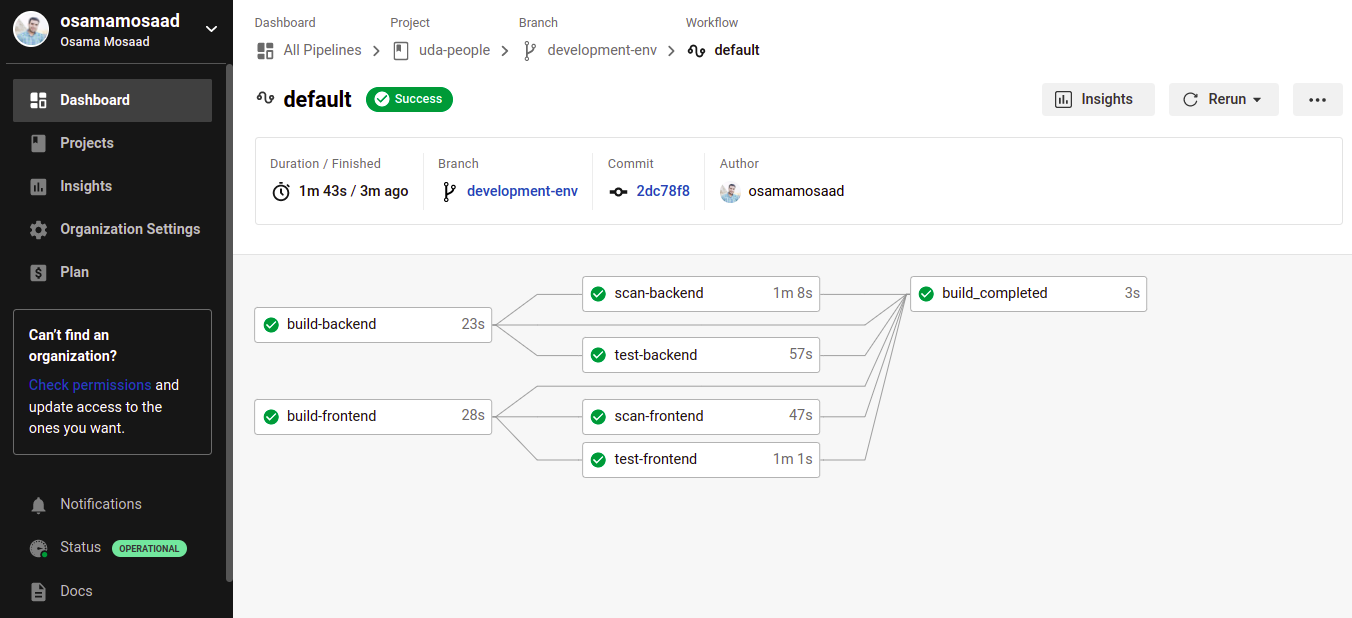 osamamosaad
Osama Mosaad
Dashboard
Projects
Insights
Organization Settings
Plan
Can't find an
organization?
Check permissions and
update access to the
ones you want.
Notifications
Status OPERATIONAL
Docs
Dashboard Project Branch Workflow
All Pipelines uda-people development-env default
default Success Insights Rerun
Duration / Finished Branch Commit Author
1m 43s / 3m ago development-env 2dc78f8 osamamosaad
build-backend 23s
build-frontend 28s
scan-backend 1m 8s
test-backend 57s
scan-frontend 47s
test-frontend 1m 1s
build_completed 3s